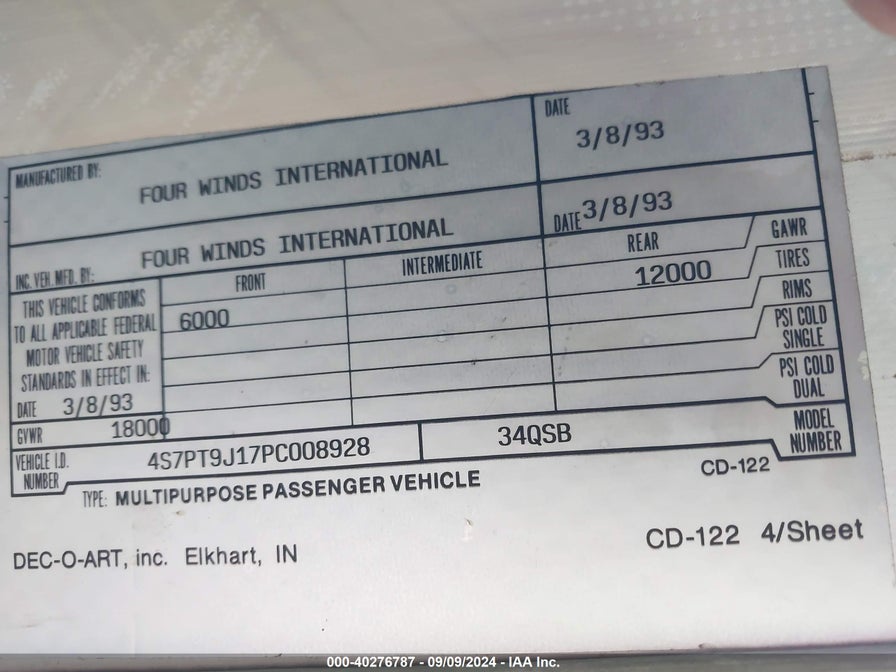 MANUFACTURED BY: FOUR WINDS INTERNATIONAL DATE 3/8/93
INC. VEH. MFD. BY: FOUR WINDS INTERNATIONAL DATE 3/8/93
THIS VEHICLE CONFORMS
TO ALL APPLICABLE FEDERAL
MOTOR VEHICLE SAFETY
STANDARDS IN EFFECT IN:
DATE 3/8/93
FRONT INTERMEDIATE REAR GAWR
6000 12000 TIRES
RIMS
PSI COLD
SINGLE
PSI COLD
DUAL
GVWR 18000
VEHICLE I.D.
NUMBER 4S7PT9J17PC008928 34QSB MODEL
NUMBER
TYPE: MULTIPURPOSE PASSENGER VEHICLE CD-122
DEC-O-ART, inc. Elkhart, IN CD-122 4/Sheet
000-40276787 - 09/09/2024 - IAA Inc.